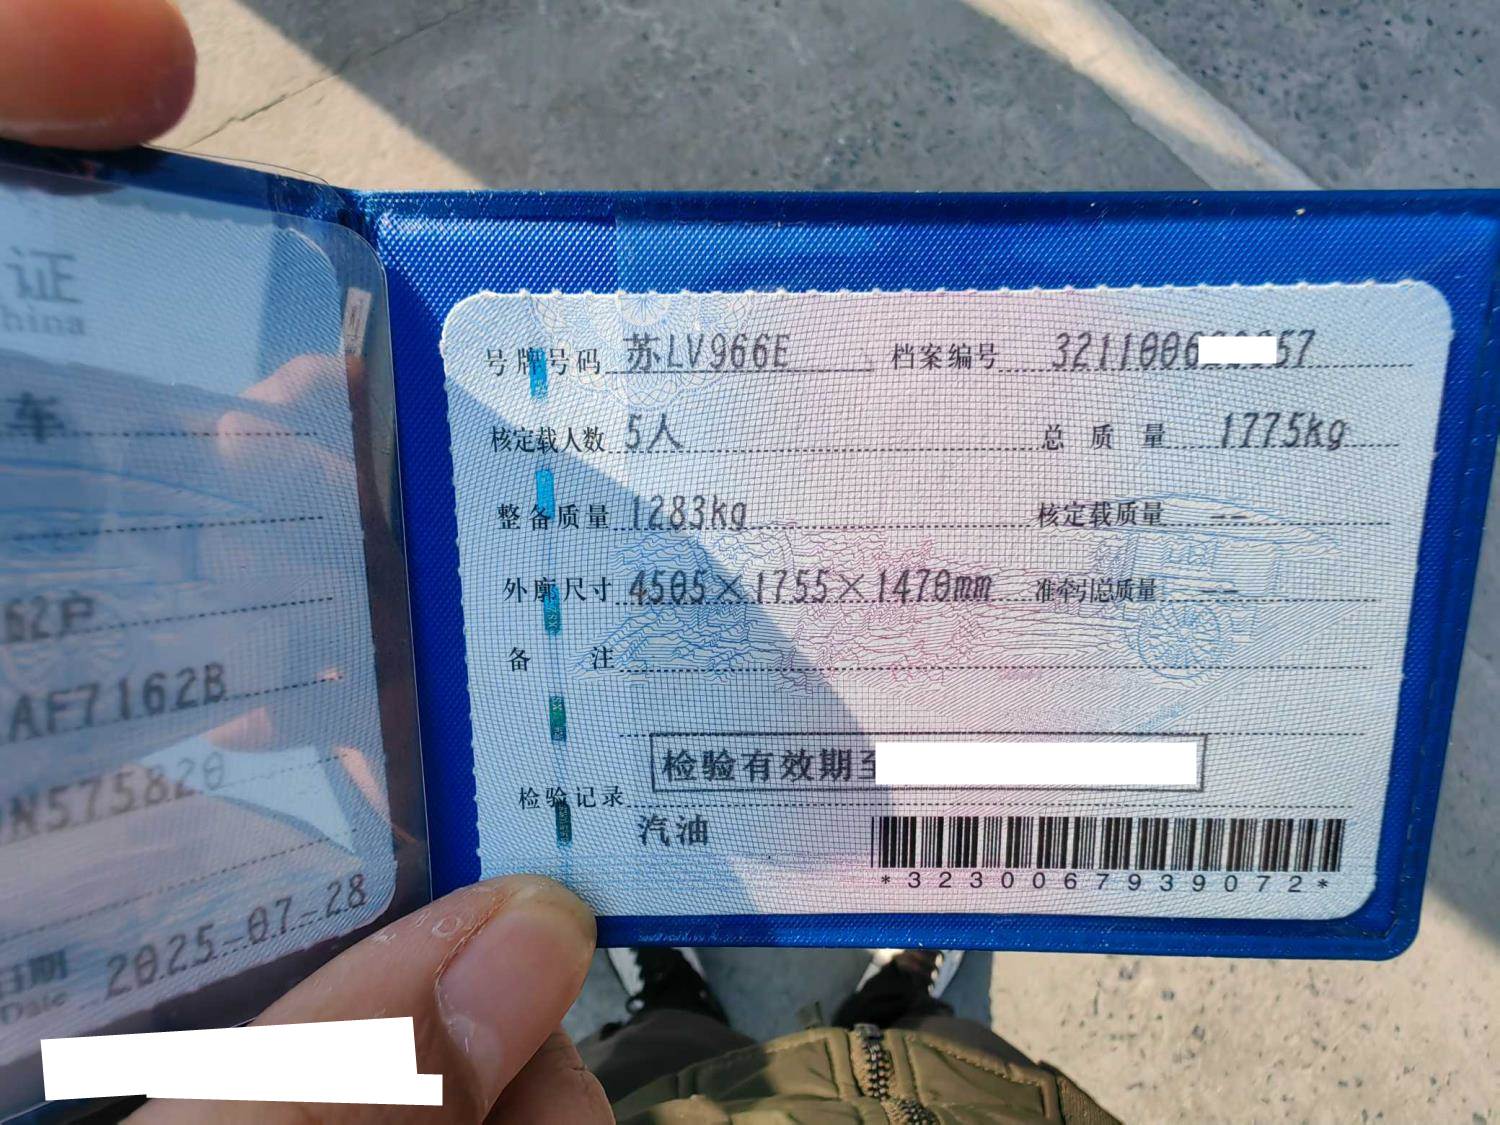 证
hina
车
62户
AF7162B
N575820
日期
Date 2025-07-28
号牌号码 苏LV966E 档案编号 3211006 57
核定载人数 5人 总质量 1775kg
整备质量 1283kg 核定载质量 --
外廓尺寸 4505×1755×1470mm 准牵引总质量 --
备注
检验有效期至
检验记录
汽油
*3230067939072*